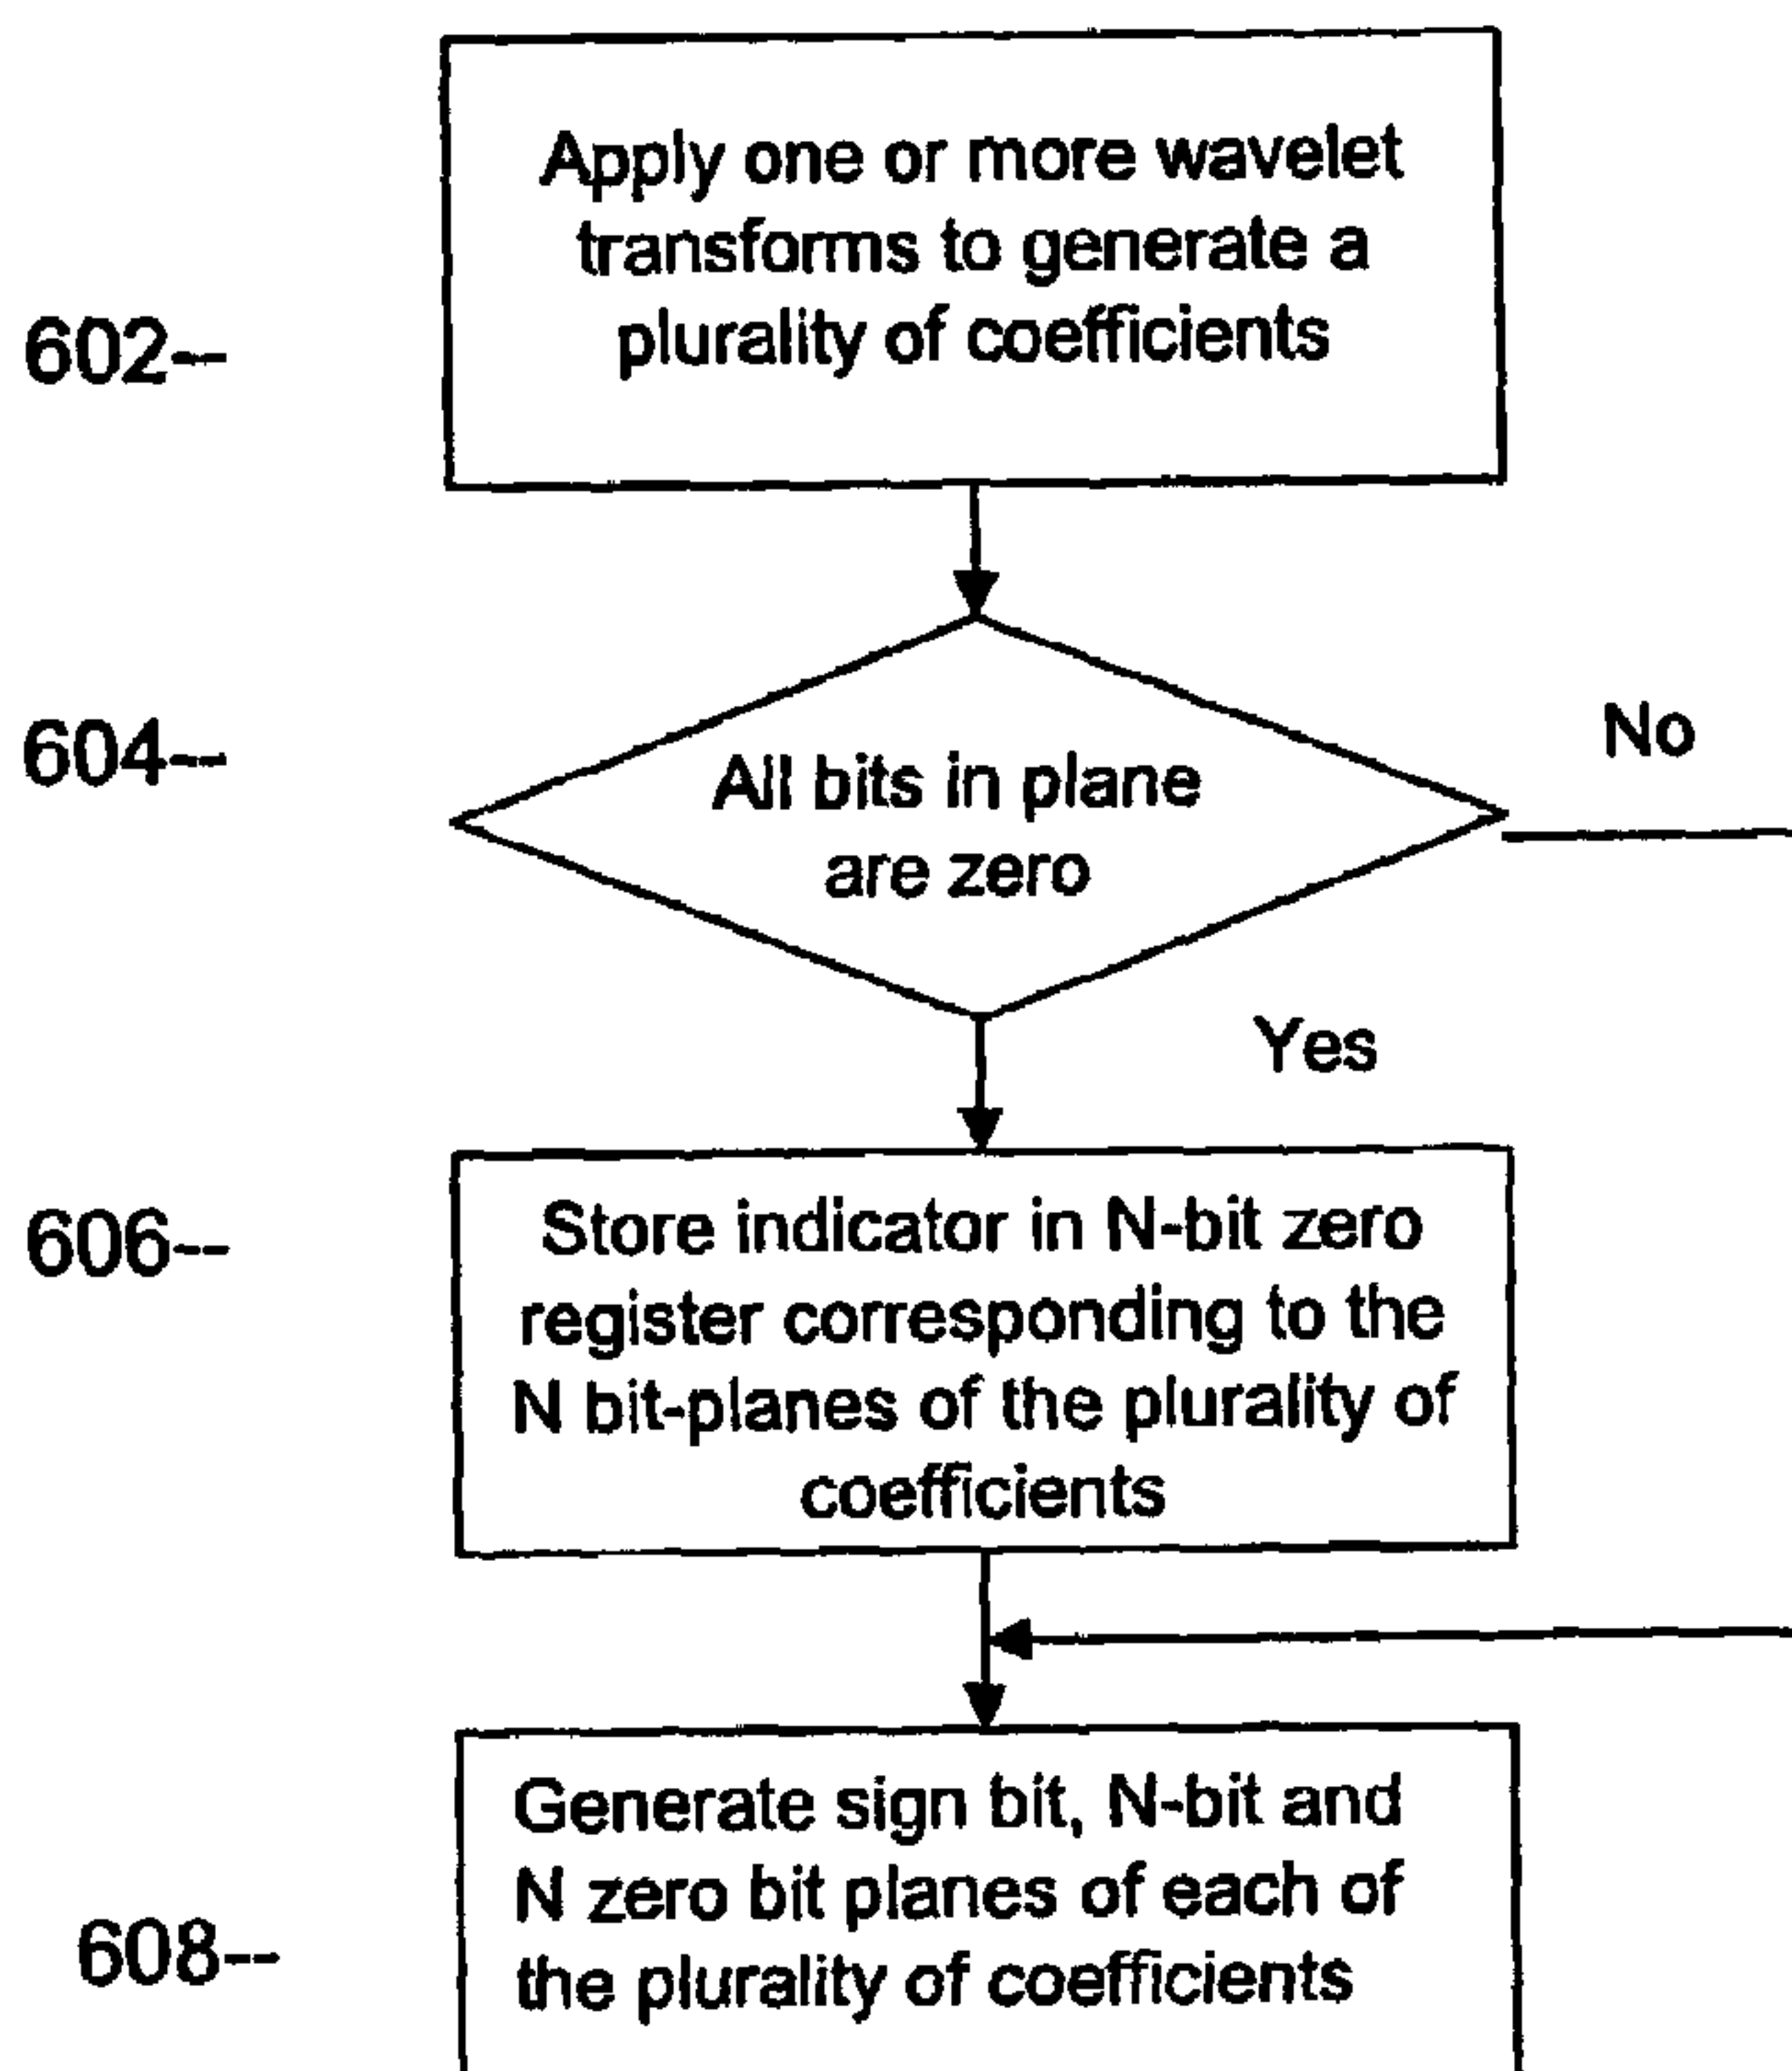 Apply one or more wavelet
transforms to generate a
plurality of coefficients
602--
604--
All bits in plane
are zero
No
Yes
606--
Store indicator in N-bit zero
register corresponding to the
N bit-planes of the plurality of
coefficients
608--
Generate sign bit, N-bit and
N zero bit planes of each of
the plurality of coefficients